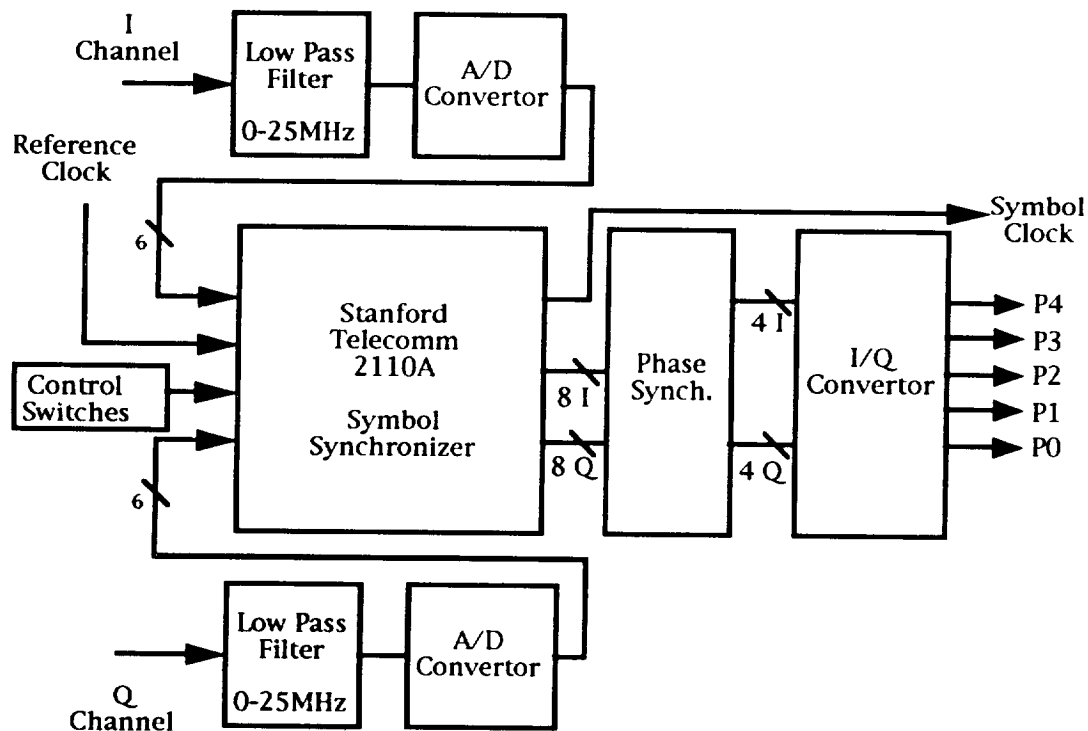 I
Channel
Low Pass
Filter
0-25MHz
A/D
Convertor
Reference
Clock
6
Symbol
Clock
Stanford
Telecomm
2110A
Symbol
Synchronizer
Control
Switches
8 I
8 Q
Phase
Synch.
4 I
4 Q
I/Q
Convertor
P4
P3
P2
P1
P0
6
Low Pass
Filter
0-25MHz
A/D
Convertor
Q
Channel